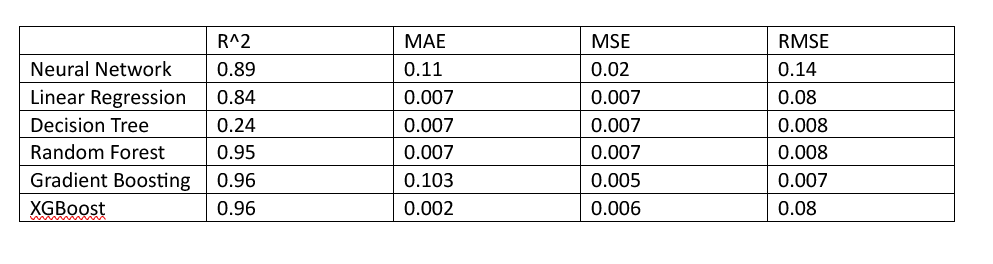 R^2 MAE MSE RMSE
Neural Network 0.89 0.11 0.02 0.14
Linear Regression 0.84 0.007 0.007 0.08
Decision Tree 0.24 0.007 0.007 0.008
Random Forest 0.95 0.007 0.007 0.008
Gradient Boosting 0.96 0.103 0.005 0.007
XGBoost 0.96 0.002 0.006 0.08